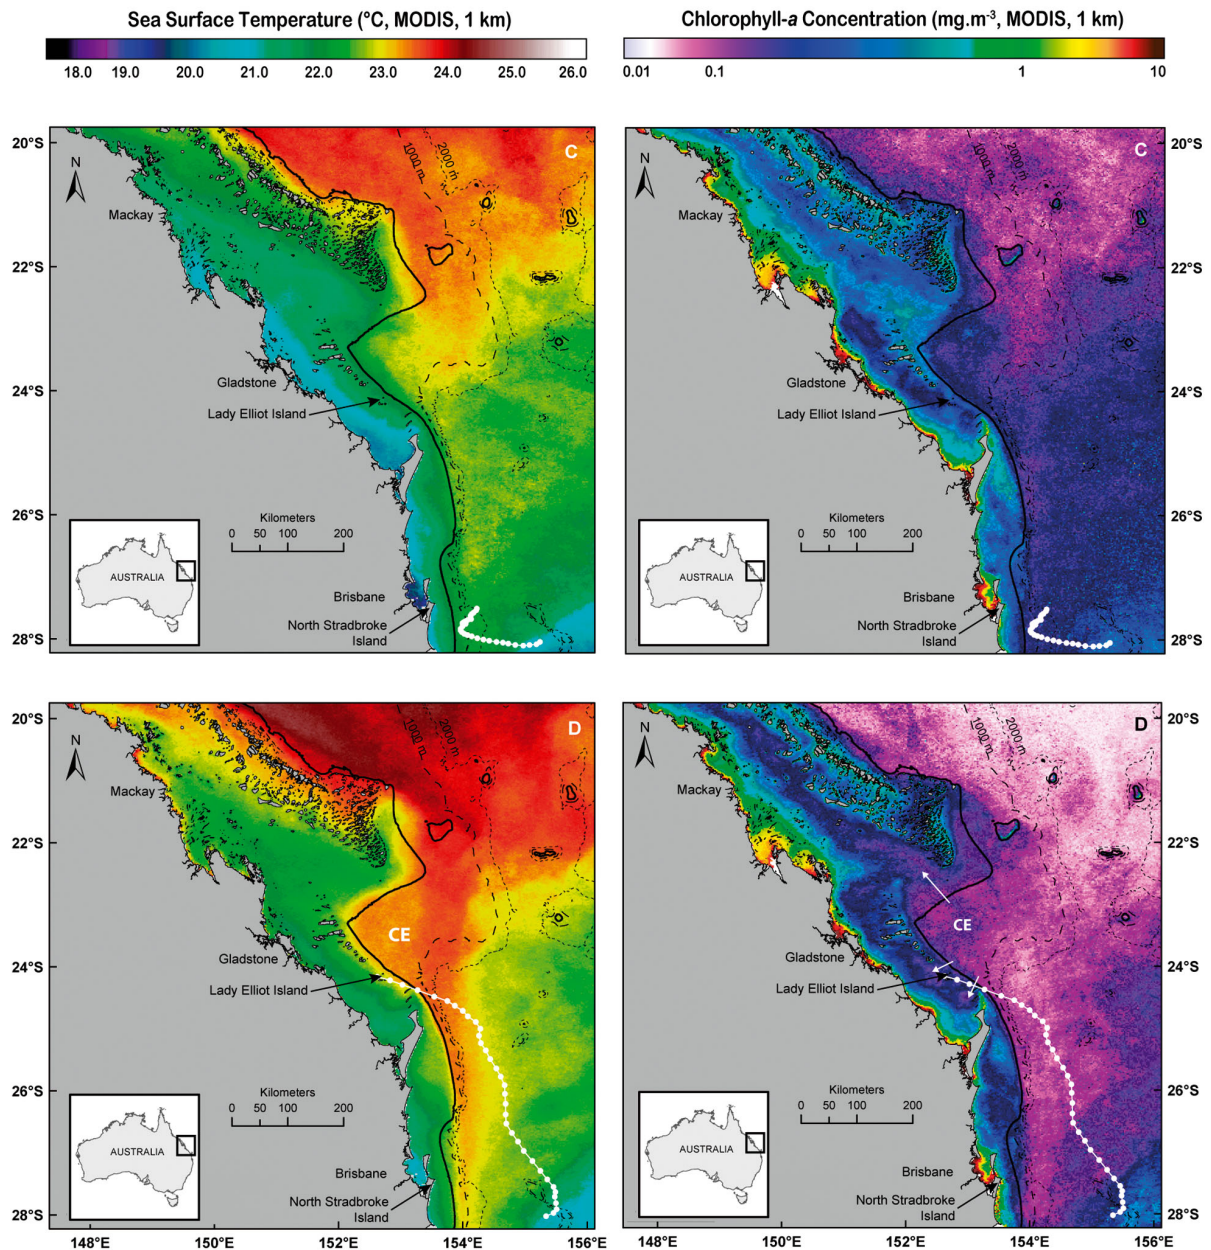 Sea Surface Temperature (°C, MODIS, 1 km)
18.0 19.0 20.0 21.0 22.0 23.0 24.0 25.0 26.0
Chlorophyll-a Concentration (mg.m-3, MODIS, 1 km)
0.01 0.1 1 10
C
20°S
22°S
24°S
26°S
28°S
N
1000 m
2000 m
Mackay
Gladstone
Lady Elliot Island
Kilometers
0 50 100 200
AUSTRALIA
Brisbane
North Stradbroke
Island
C
N
1000 m
2000 m
Mackay
Gladstone
Lady Elliot Island
Kilometers
0 50 100 200
AUSTRALIA
Brisbane
North Stradbroke
Island
20°S
22°S
24°S
26°S
28°S
D
20°S
22°S
24°S
26°S
28°S
N
1000 m
2000 m
Mackay
CE
Gladstone
Lady Elliot Island
Kilometers
0 50 100 200
AUSTRALIA
Brisbane
North Stradbroke
Island
148°E 150°E 152°E 154°E 156°E
D
N
1000 m
2000 m
Mackay
CE
Gladstone
Lady Elliot Island
Kilometers
0 50 100 200
AUSTRALIA
Brisbane
North Stradbroke
Island
20°S
22°S
24°S
26°S
28°S
148°E 150°E 152°E 154°E 156°E